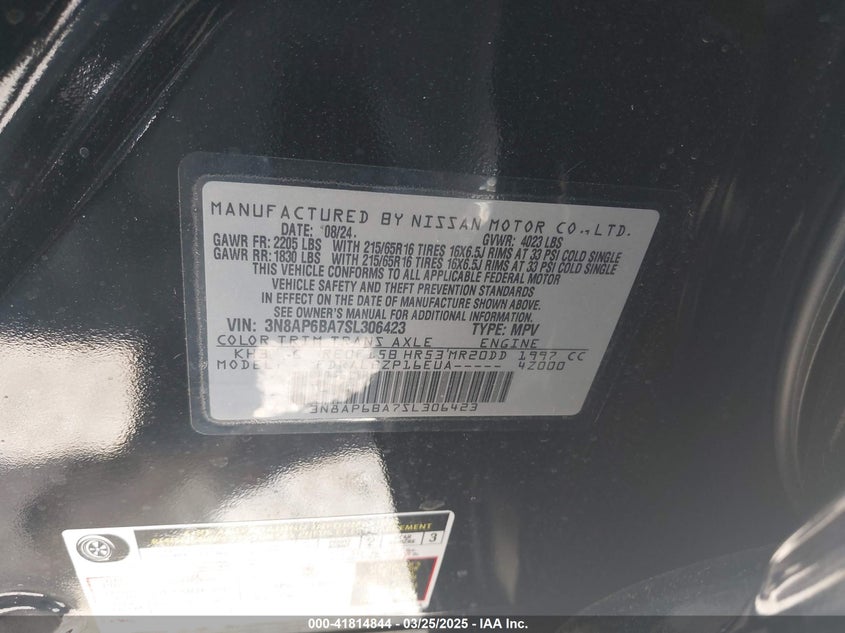 MANUFACTURED BY NISSAN MOTOR CO., LTD.
DATE: 08/24 GVWR: 4023 LBS
GAWR FR: 2205 LBS WITH 215/65R16 TIRES 16X6.5J RIMS AT 33 PSI COLD SINGLE
GAWR RR: 1830 LBS WITH 215/65R16 TIRES 16X6.5J RIMS AT 33 PSI COLD SINGLE
THIS VEHICLE CONFORMS TO ALL APPLICABLE FEDERAL MOTOR
VEHICLE SAFETY AND THEFT PREVENTION STANDARDS
IN EFFECT ON THE DATE OF MANUFACTURE SHOWN ABOVE.
SEE OWNER'S MANUAL FOR ADDITIONAL INFORMATION
VIN: 3N8AP6BA7SL306423 TYPE: MPV
COLOR TRIM TRANS AXLE ENGINE
HR53 MR20DD 1997 CC
MODEL 4Z000
3N8AP6BA7SL306423
3
000-41814844 — 03/25/2025 — IAA Inc.